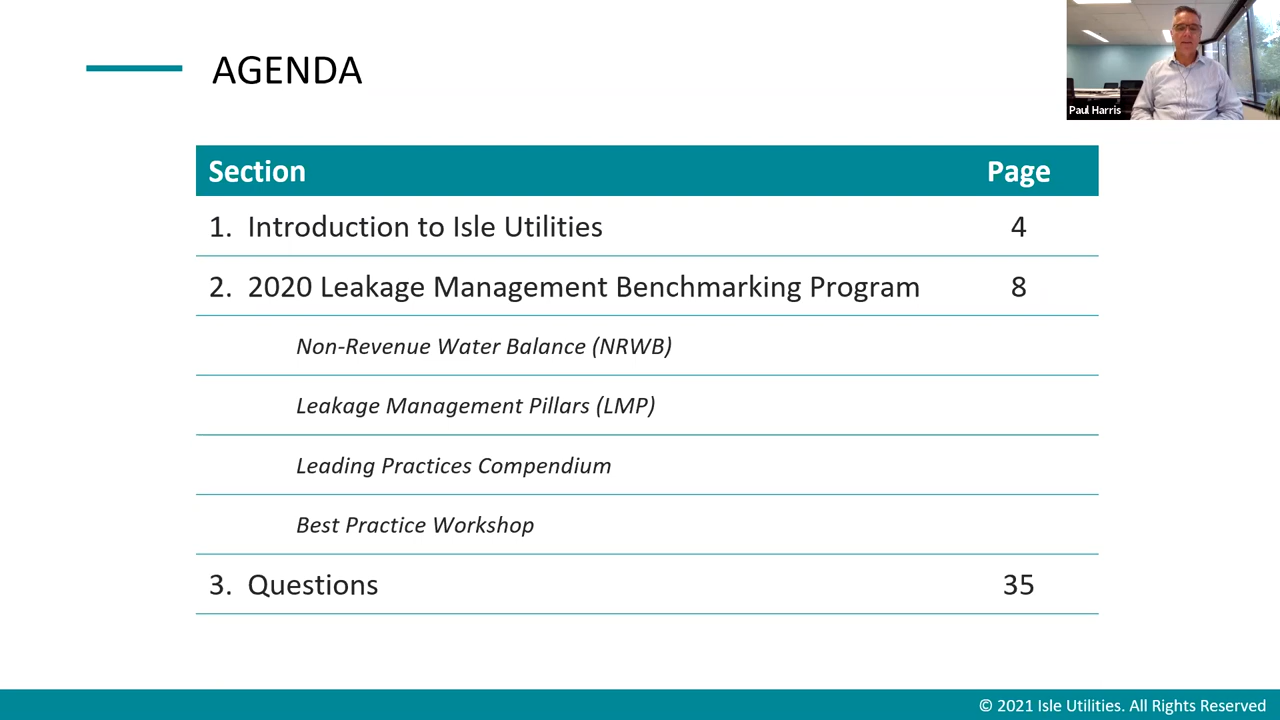 AGENDA
Paul Harris
Section Page
1. Introduction to Isle Utilities 4
2. 2020 Leakage Management Benchmarking Program 8
Non-Revenue Water Balance (NRWB)
Leakage Management Pillars (LMP)
Leading Practices Compendium
Best Practice Workshop
3. Questions 35
© 2021 Isle Utilities. All Rights Reserved